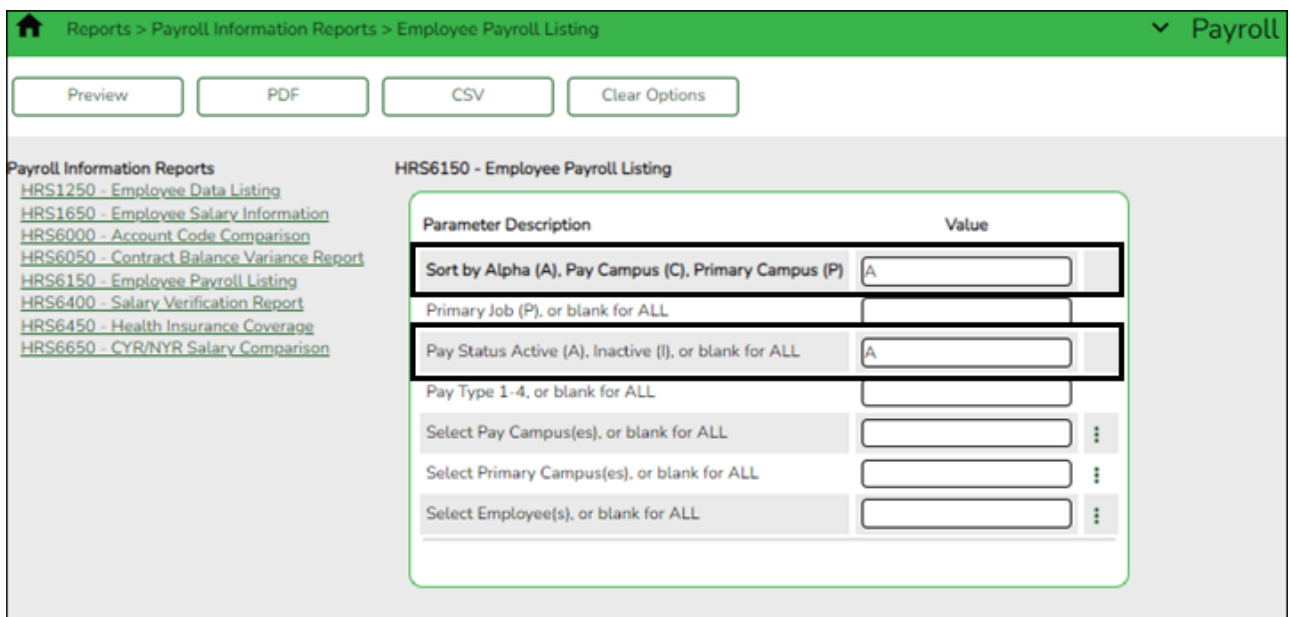 Reports > Payroll Information Reports > Employee Payroll Listing
Payroll
Preview
PDF
CSV
Clear Options
Payroll Information Reports
HRS1250 - Employee Data Listing
HRS1650 - Employee Salary Information
HRS6000 - Account Code Comparison
HRS6050 - Contract Balance Variance Report
HRS6150 - Employee Payroll Listing
HRS6400 - Salary Verification Report
HRS6450 - Health Insurance Coverage
HRS6650 - CYR/NYR Salary Comparison
HRS6150 - Employee Payroll Listing
Parameter Description Value
Sort by Alpha (A), Pay Campus (C), Primary Campus (P) A
Primary Job (P), or blank for ALL
Pay Status Active (A), Inactive (I), or blank for ALL A
Pay Type 1-4, or blank for ALL
Select Pay Campus(es), or blank for ALL
Select Primary Campus(es), or blank for ALL
Select Employee(s), or blank for ALL